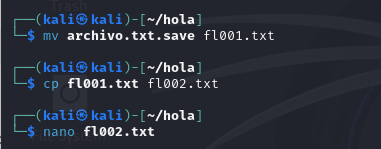 Trash
┌──(kali㉿kali)-[~/hola]
└─$ mv archivo.txt.save fl001.txt
┌──(kali㉿kali)-[~/hola]
└─$ cp fl001.txt fl002.txt
┌──(kali㉿kali)-[~/hola]
└─$ nano fl002.txt